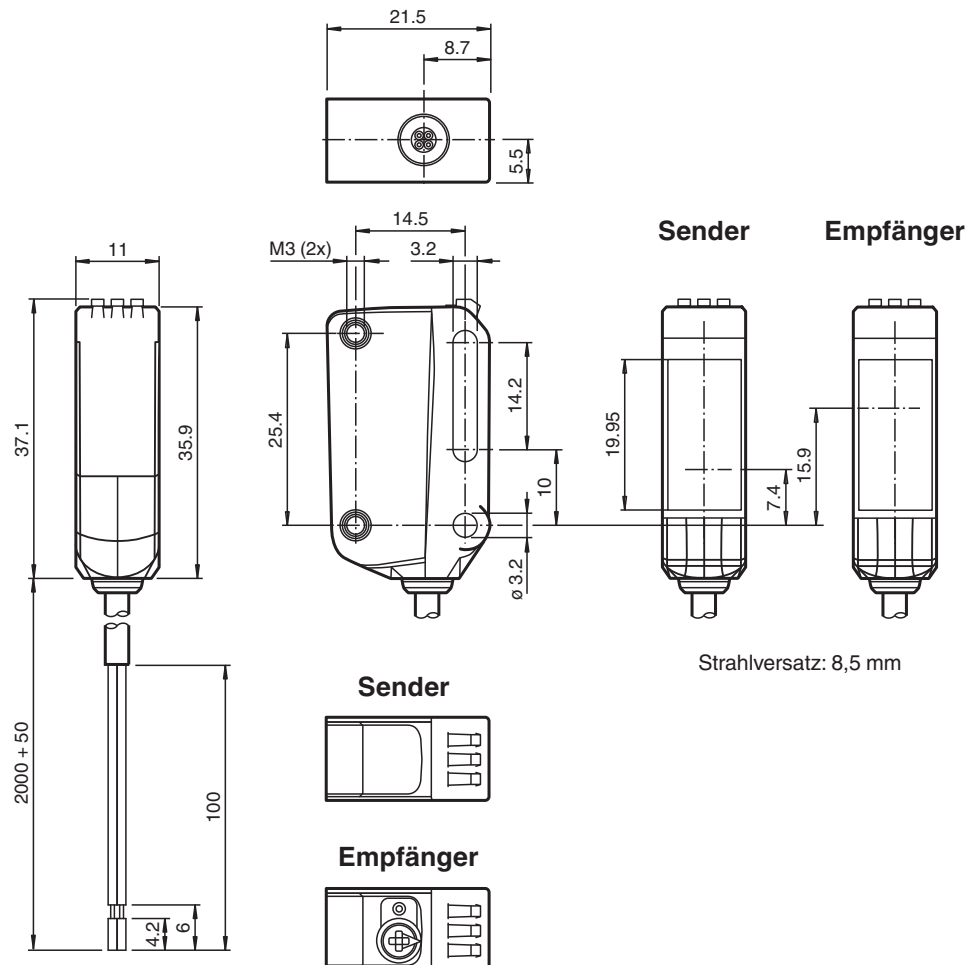 21.5
8.7
5.5
14.5
M3 (2x)
3.2
11
Sender
Empfänger
37.1
35.9
25.4
14.2
10
ø 3.2
19.95
7.4
15.9
Strahlversatz: 8,5 mm
2000 + 50
100
4.2
6
Sender
Empfänger